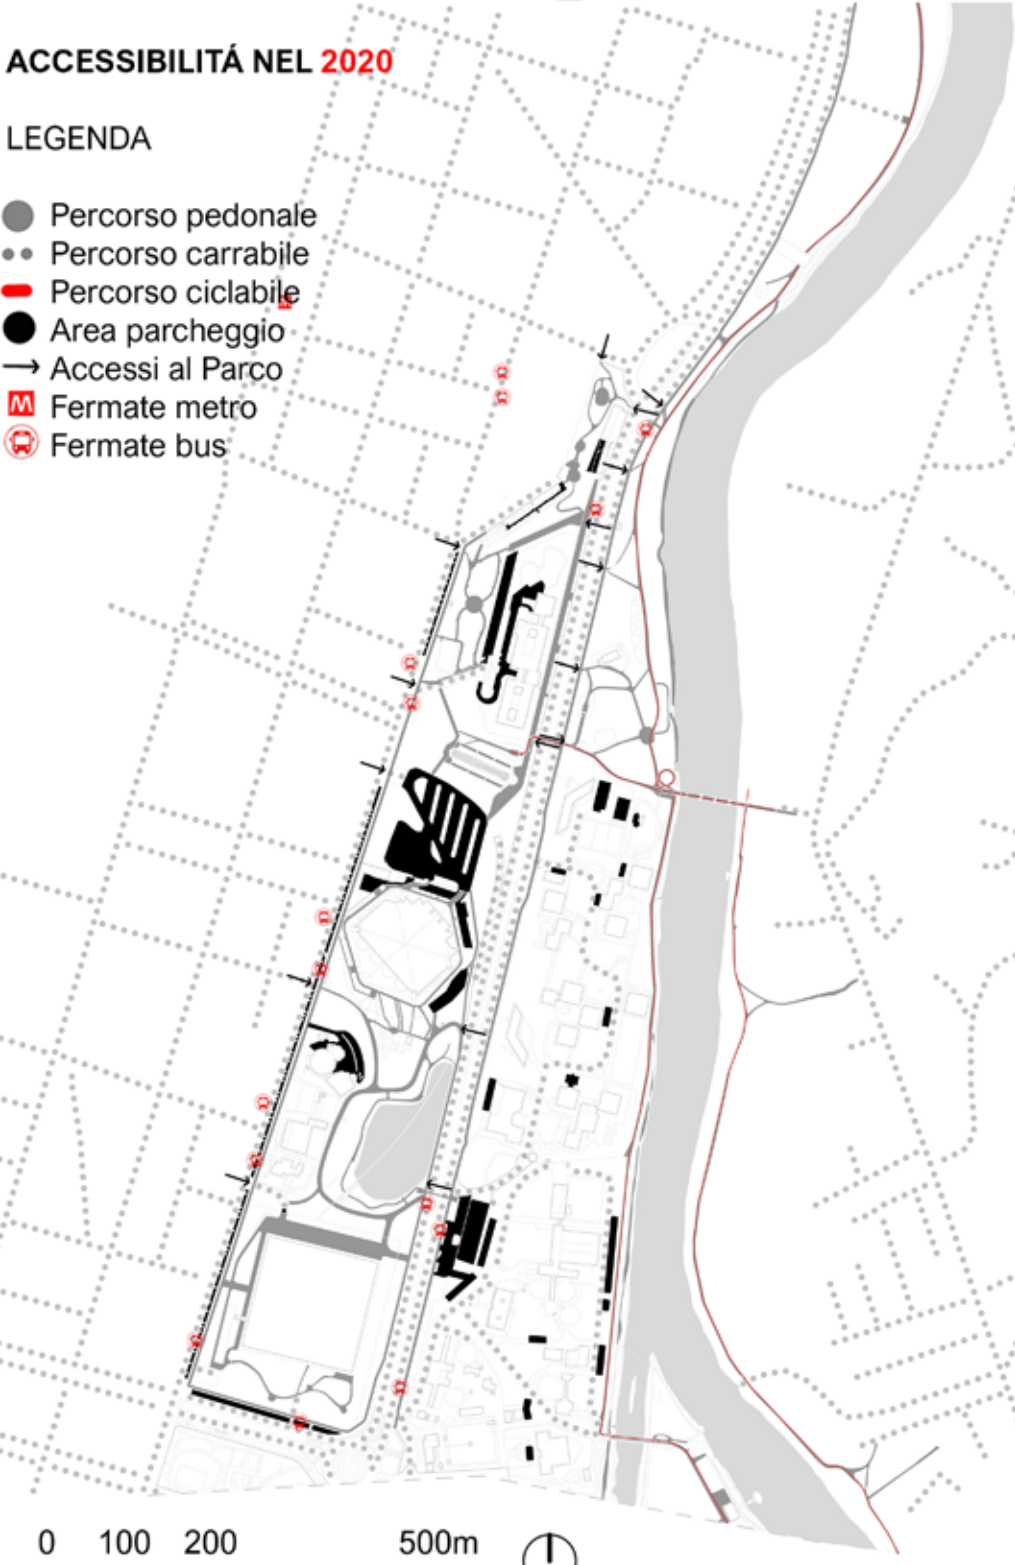 ACCESSIBILITÁ NEL 2020
LEGENDA
Percorso pedonale
Percorso carrabile
Percorso ciclabile
Area parcheggio
Accessi al Parco
M Fermate metro
Fermate bus
0 100 200 500m